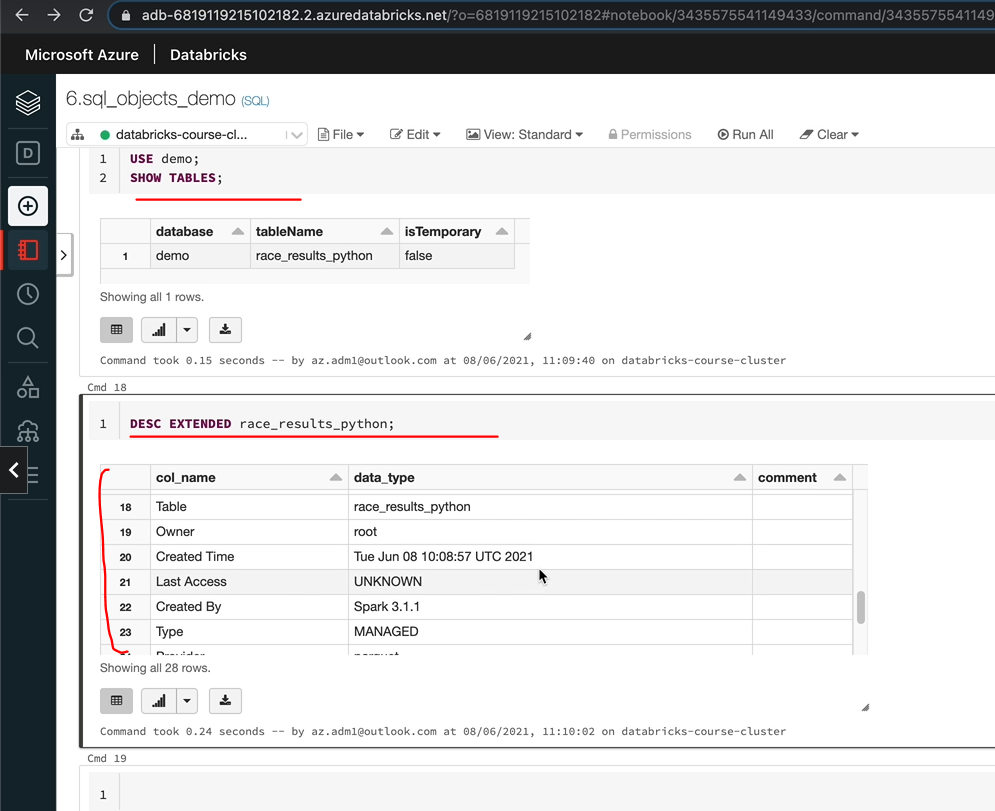 adb-6819119215102182.2.azuredatabricks.net/?o=6819119215102182#notebook/3435575541149433/command/3435575541149
Microsoft Azure | Databricks
6.sql_objects_demo (SQL)
databricks-course-cl... File Edit View: Standard Permissions Run All Clear
1 USE demo;
2 SHOW TABLES;
database tableName isTemporary
1 demo race_results_python false
Showing all 1 rows.
Command took 0.15 seconds -- by az.adm1@outlook.com at 08/06/2021, 11:09:40 on databricks-course-cluster
Cmd 18
1 DESC EXTENDED race_results_python;
col_name data_type comment
18 Table race_results_python
19 Owner root
20 Created Time Tue Jun 08 10:08:57 UTC 2021
21 Last Access UNKNOWN
22 Created By Spark 3.1.1
23 Type MANAGED
Showing all 28 rows.
Command took 0.24 seconds -- by az.adm1@outlook.com at 08/06/2021, 11:10:02 on databricks-course-cluster
Cmd 19
1